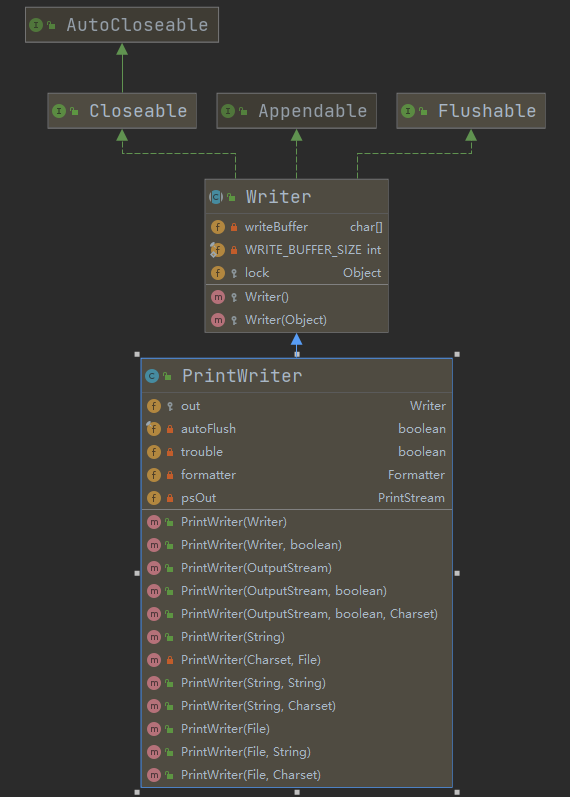 AutoCloseable
Closeable
Appendable
Flushable
Writer
writeBuffer char[]
WRITE_BUFFER_SIZE int
lock Object
Writer()
Writer(Object)
PrintWriter
out Writer
autoFlush boolean
trouble boolean
formatter Formatter
psOut PrintStream
PrintWriter(Writer)
PrintWriter(Writer, boolean)
PrintWriter(OutputStream)
PrintWriter(OutputStream, boolean)
PrintWriter(OutputStream, boolean, Charset)
PrintWriter(String)
PrintWriter(Charset, File)
PrintWriter(String, String)
PrintWriter(String, Charset)
PrintWriter(File)
PrintWriter(File, String)
PrintWriter(File, Charset)